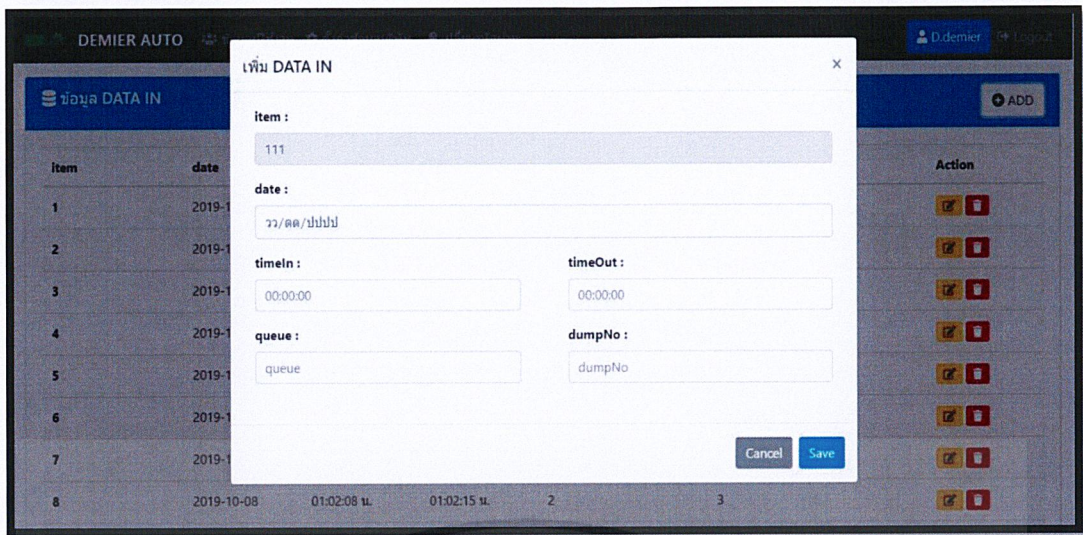 DEMIER AUTO
D.demier Logout
ข้อมูล DATA IN
ADD
เพิ่ม DATA IN
×
item :
111
date :
วว/ดด/ปปปป
timeIn : timeOut :
00:00:00 00:00:00
queue : dumpNo :
queue dumpNo
Cancel Save
item date Action
1 2019-1
2 2019-1
3 2019-1
4 2019-1
5 2019-1
6 2019-1
7 2019-1
8 2019-10-08 01:02:08 น. 01:02:15 น. 2 3